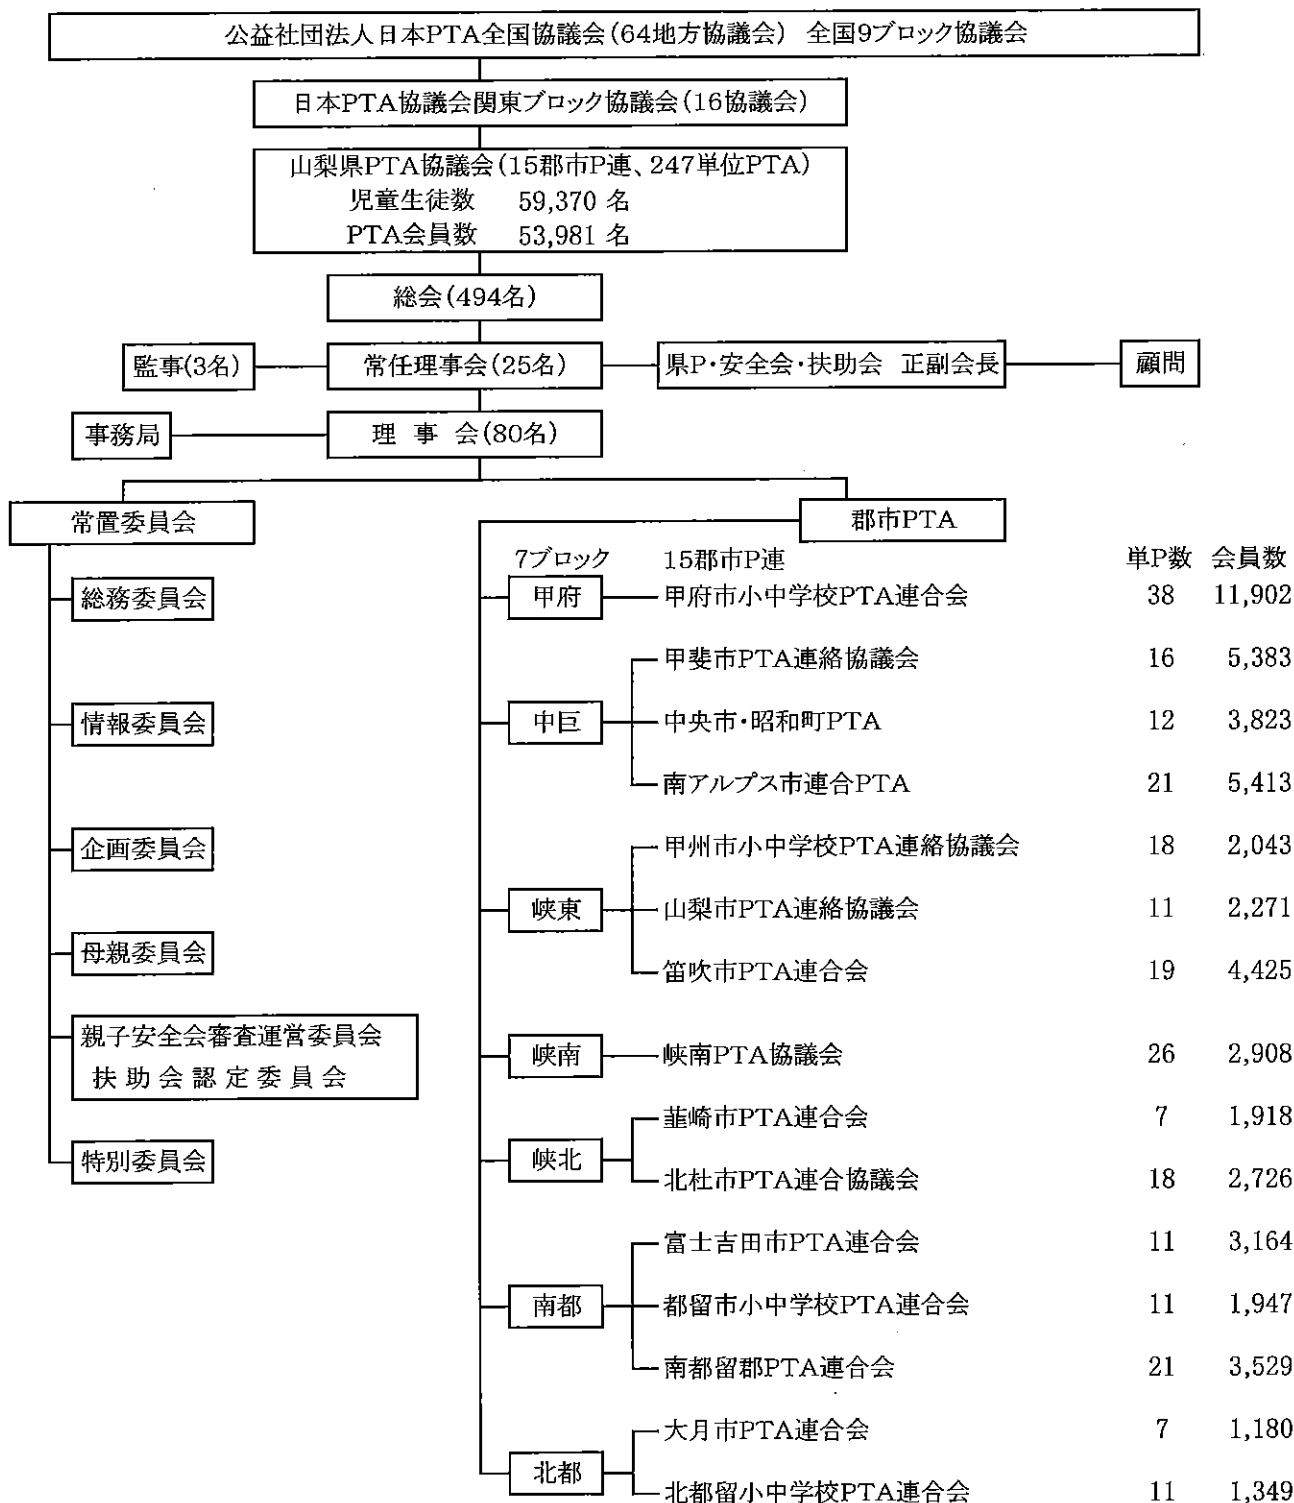 公益社団法人日本PTA全国協議会(64地方協議会) 全国9ブロック協議会
日本PTA協議会関東ブロック協議会(16協議会)
山梨県PTA協議会(15郡市P連、247単位PTA)
児童生徒数 59,370 名
PTA会員数 53,981 名
総会(494名)
監事(3名) 常任理事会(25名) 県P・安全会・扶助会 正副会長 顧問
事務局 理 事 会(80名)
常置委員会 郡市PTA
総務委員会
情報委員会
企画委員会
母親委員会
親子安全会審査運営委員会
扶助会認定委員会
特別委員会
7ブロック 15郡市P連 単P数 会員数
甲府 甲府市小中学校PTA連合会 38 11,902
甲斐市PTA連絡協議会 16 5,383
中巨 中央市・昭和町PTA 12 3,823
南アルプス市連合PTA 21 5,413
甲州市小中学校PTA連絡協議会 18 2,043
峡東 山梨市PTA連絡協議会 11 2,271
笛吹市PTA連合会 19 4,425
峡南 峡南PTA協議会 26 2,908
韮崎市PTA連合会 7 1,918
峡北
北杜市PTA連合協議会 18 2,726
富士吉田市PTA連合会 11 3,164
南都 都留市小中学校PTA連合会 11 1,947
南都留郡PTA連合会 21 3,529
大月市PTA連合会 7 1,180
北都
北都留小中学校PTA連合会 11 1,349